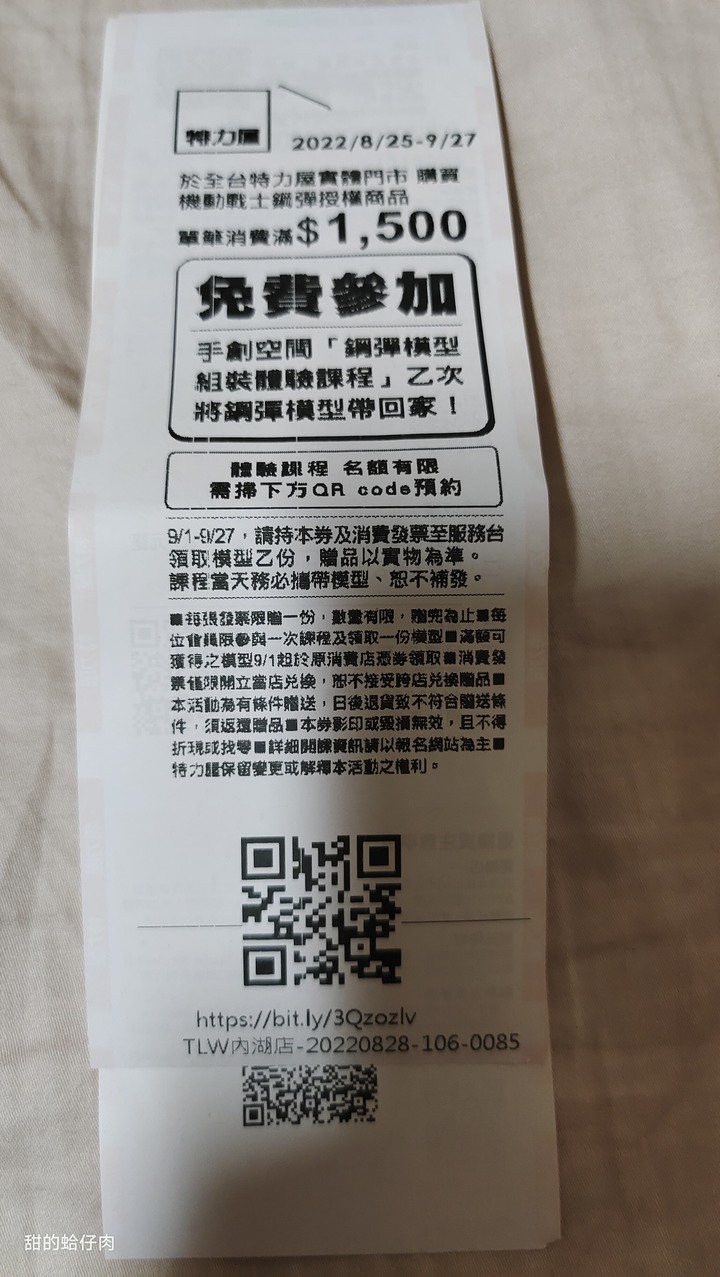 特力屋
2022/8/25-9/27
於全台特力屋實體門市 購買
機動戰士鋼彈授權商品
單筆消費滿$1,500
免費參加
手創空間「鋼彈模型
組裝體驗課程」乙次
將鋼彈模型帶回家！
體驗課程 名額有限
需掃下方QR code預約
9/1-9/27，請持本券及消費發票至服務台
領取模型乙份，贈品以實物為準。
課程當天務必攜帶模型、恕不補發。
■每張發票限贈一份，數量有限，贈完為止■每
位會員限參與一次課程及領取一份模型■滿額可
獲得之模型9/1起於原消費店憑券領取■消費發
票僅限開立當店兌換，恕不接受跨店兌換贈品■
本活動為有條件贈送，日後退貨致不符合贈送條
件，須返還贈品■本券影印或毀損無效，且不得
折現或找零■詳細開課資訊請以報名網站為主■
特力屋保留變更或解釋本活動之權利。
https://bit.ly/3Qzozlv
TLW內湖店-20220828-106-0085
甜的蛤仔肉